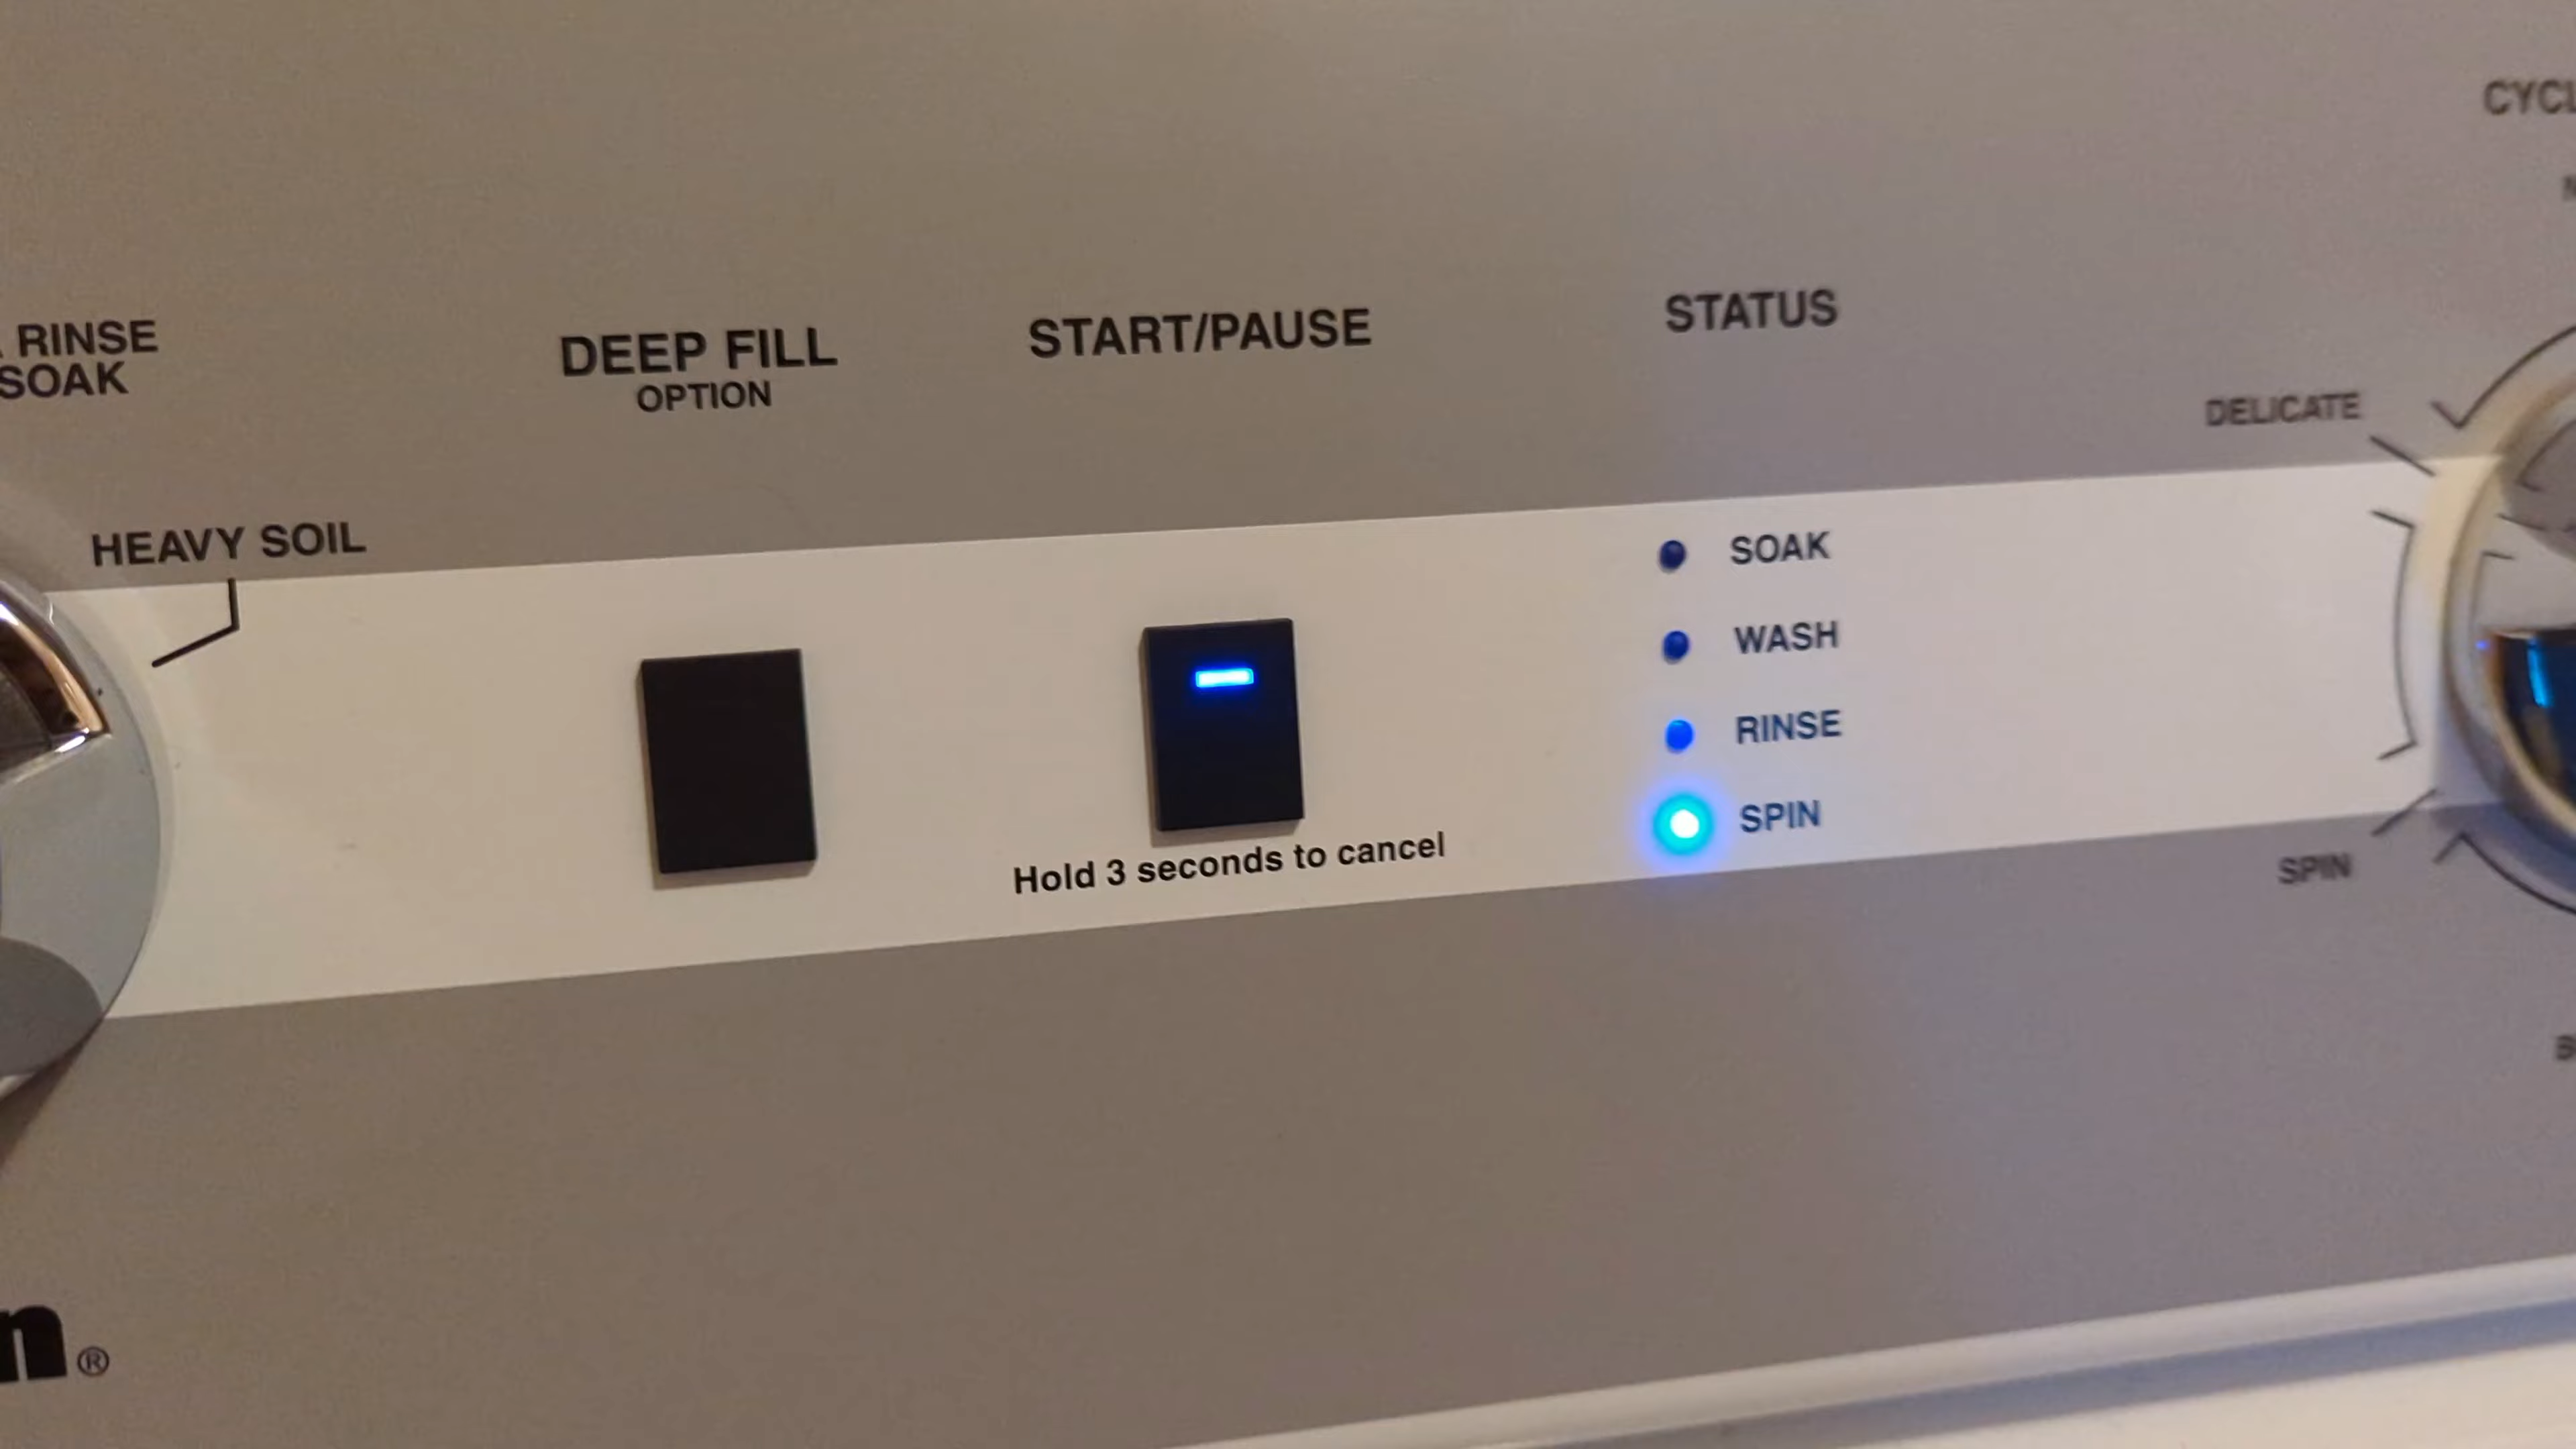 RINSE
SOAK
HEAVY SOIL
DEEP FILL
OPTION
START/PAUSE
Hold 3 seconds to cancel
STATUS
SOAK
WASH
RINSE
SPIN
DELICATE
SPIN
n®